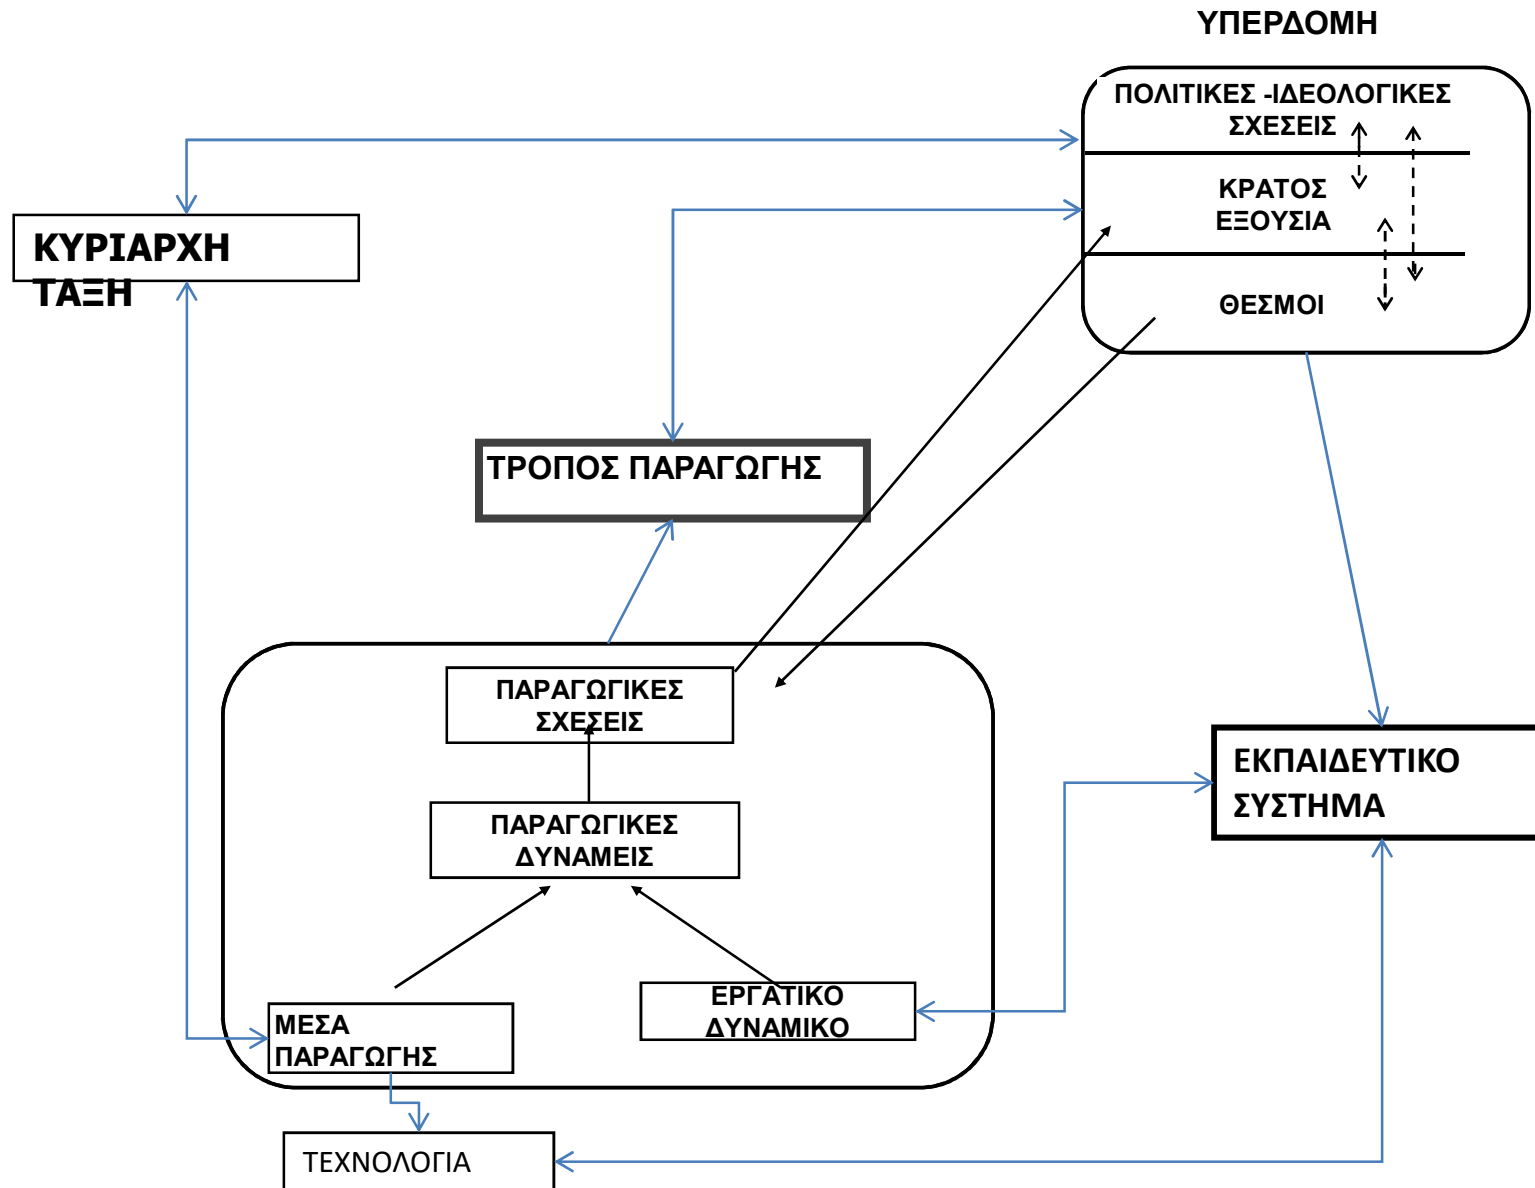 ΥΠΕΡΔΟΜΗ
ΠΟΛΙΤΙΚΕΣ -ΙΔΕΟΛΟΓΙΚΕΣ
ΣΧΕΣΕΙΣ
ΚΡΑΤΟΣ
ΕΞΟΥΣΙΑ
ΘΕΣΜΟΙ
ΚΥΡΙΑΡΧΗ
ΤΑΞΗ
ΤΡΟΠΟΣ ΠΑΡΑΓΩΓΗΣ
ΠΑΡΑΓΩΓΙΚΕΣ
ΣΧΕΣΕΙΣ
ΠΑΡΑΓΩΓΙΚΕΣ
ΔΥΝΑΜΕΙΣ
ΕΚΠΑΙΔΕΥΤΙΚΟ
ΣΥΣΤΗΜΑ
ΜΕΣΑ
ΠΑΡΑΓΩΓΗΣ
ΕΡΓΑΤΙΚΟ
ΔΥΝΑΜΙΚΟ
ΤΕΧΝΟΛΟΓΙΑ